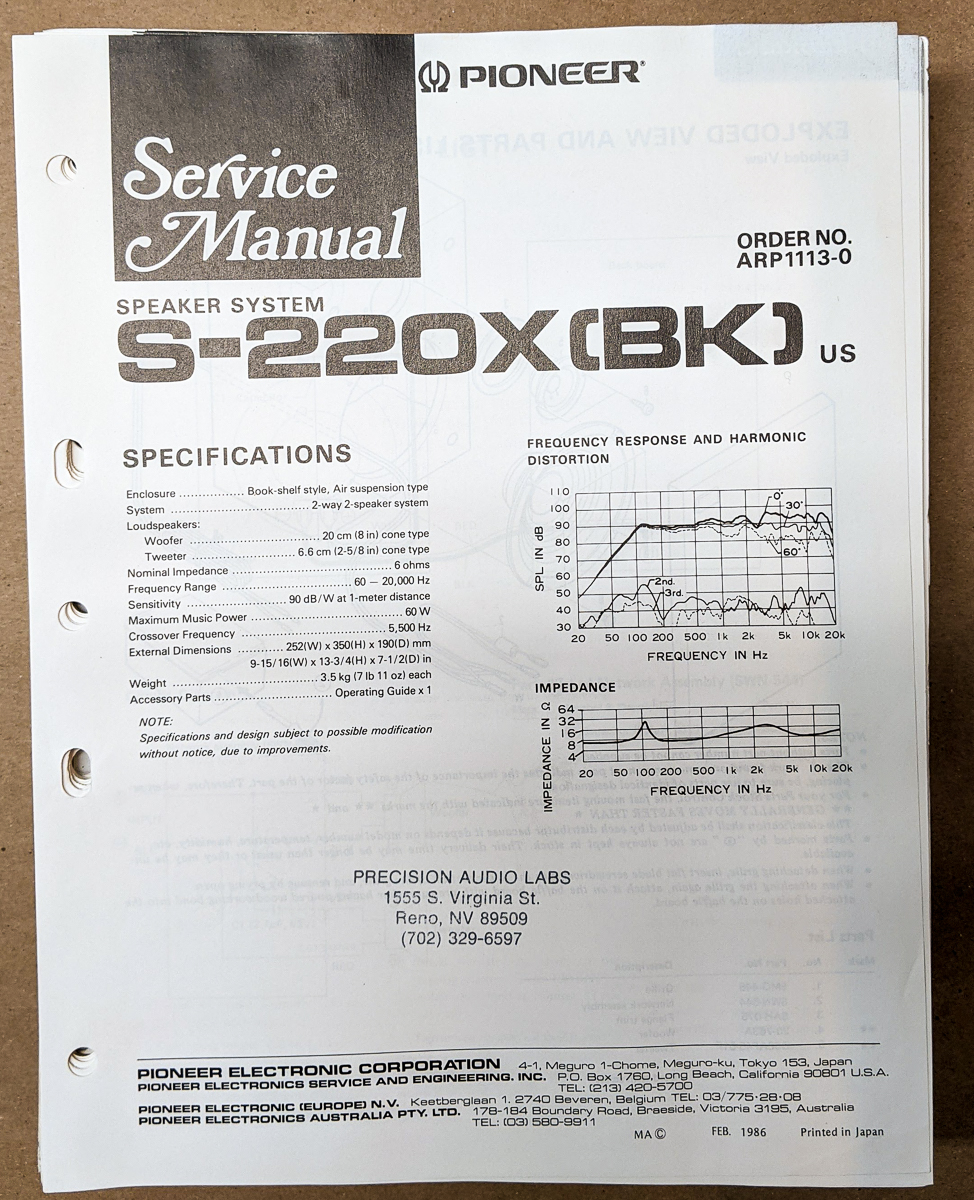 Service
Manual
PIONEER®
ORDER NO.
ARP1113-0
SPEAKER SYSTEM
S-220X(BK) US
SPECIFICATIONS
Enclosure ................ Book-shelf style, Air suspension type
System .................................. 2-way 2-speaker system
Loudspeakers:
Woofer ................................ 20 cm (8 in) cone type
Tweeter .......................... 6.6 cm (2-5/8 in) cone type
Nominal Impedance ....................................... 6 ohms
Frequency Range ................................. 60 — 20,000 Hz
Sensitivity ......................... 90 dB/W at 1-meter distance
Maximum Music Power ...................................... 60 W
Crossover Frequency .................................... 5,500 Hz
External Dimensions ........... 252(W) x 350(H) x 190(D) mm
9-15/16(W) x 13-3/4(H) x 7-1/2(D) in
Weight .................................... 3.5 kg (7 lb 11 oz) each
Accessory Parts ............................. Operating Guide x 1
NOTE:
Specifications and design subject to possible modification
without notice, due to improvements.
FREQUENCY RESPONSE AND HARMONIC
DISTORTION
SPL IN dB
110
100
90
80
70
60
50
40
30
0°
30°
60°
2nd.
3rd.
20 50 100 200 500 1k 2k 5k 10k 20k
FREQUENCY IN Hz
IMPEDANCE
IMPEDANCE IN Ω
64
32
16
8
4
20 50 100 200 500 1k 2k 5k 10k 20k
FREQUENCY IN Hz
PRECISION AUDIO LABS
1555 S. Virginia St.
Reno, NV 89509
(702) 329-6597
PIONEER ELECTRONIC CORPORATION 4-1, Meguro 1-Chome, Meguro-ku, Tokyo 153, Japan
PIONEER ELECTRONICS SERVICE AND ENGINEERING. INC. P.O. Box 1760, Long Beach, California 90801 U.S.A.
TEL: (213) 420-5700
PIONEER ELECTRONIC (EUROPE) N.V. Keetberglaan 1. 2740 Beveren, Belgium TEL: 03/775·28·08
PIONEER ELECTRONICS AUSTRALIA PTY. LTD. 178-184 Boundary Road, Braeside, Victoria 3195, Australia
TEL: (03) 580-9911
MA © FEB. 1986 Printed in Japan